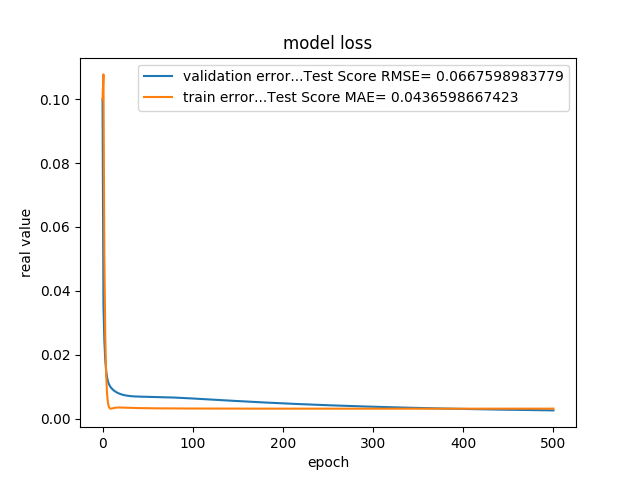 model loss
validation error...Test Score RMSE= 0.0667598983779
train error...Test Score MAE= 0.0436598667423
real value
0.10
0.08
0.06
0.04
0.02
0.00
0 100 200 300 400 500
epoch